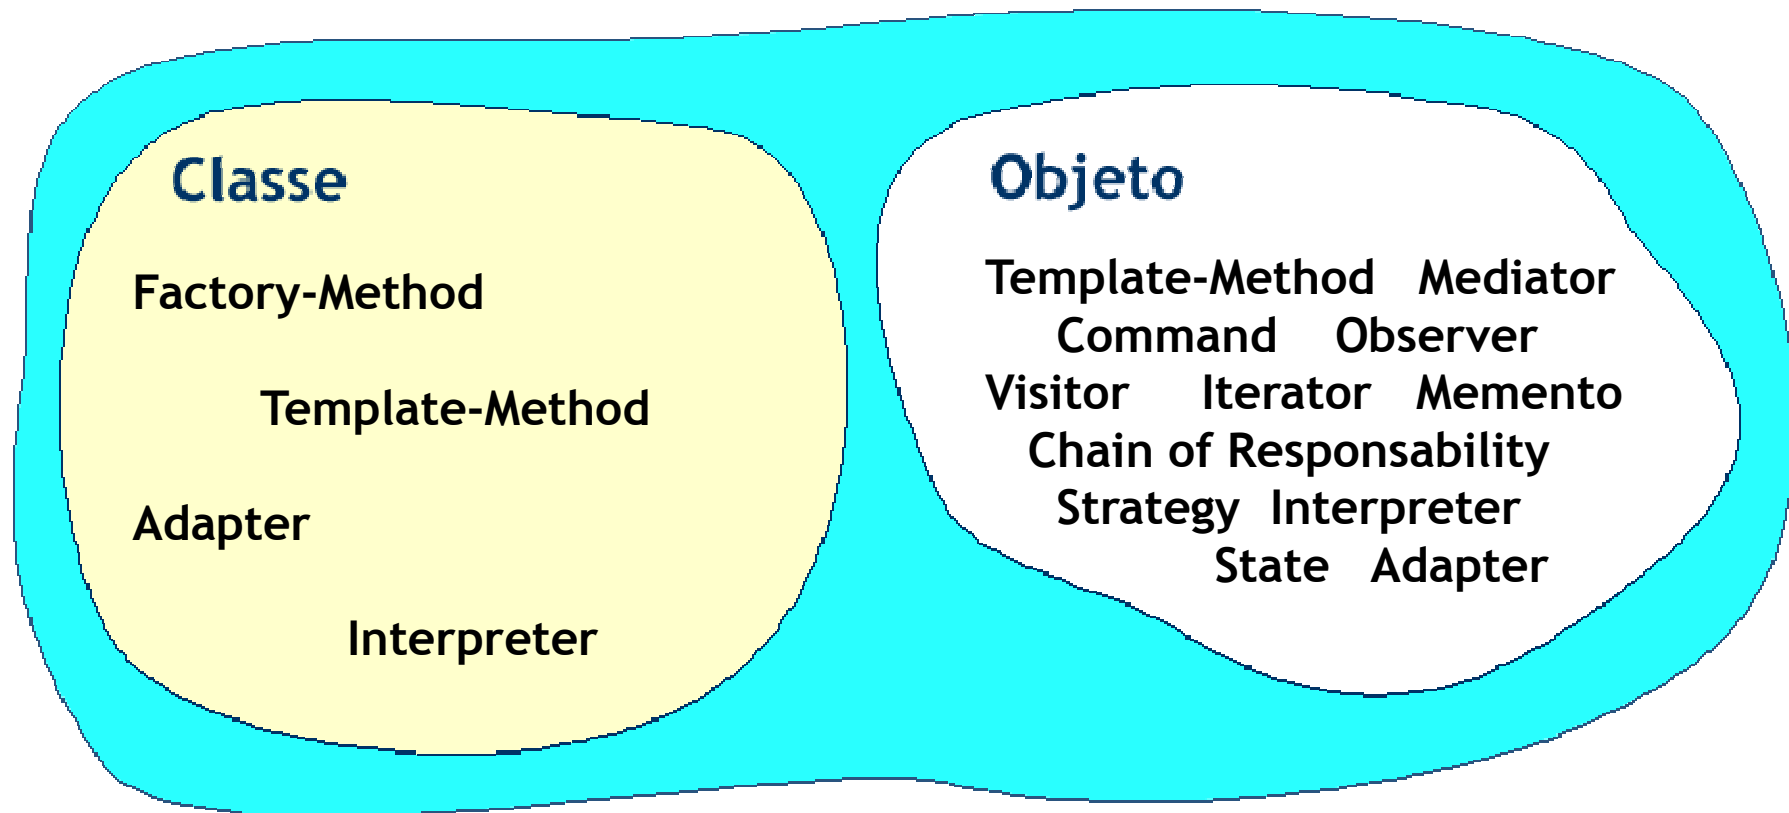 Classe
Factory-Method
Template-Method
Adapter
Interpreter
Objeto
Template-Method Mediator
Command Observer
Visitor Iterator Memento
Chain of Responsability
Strategy Interpreter
State Adapter